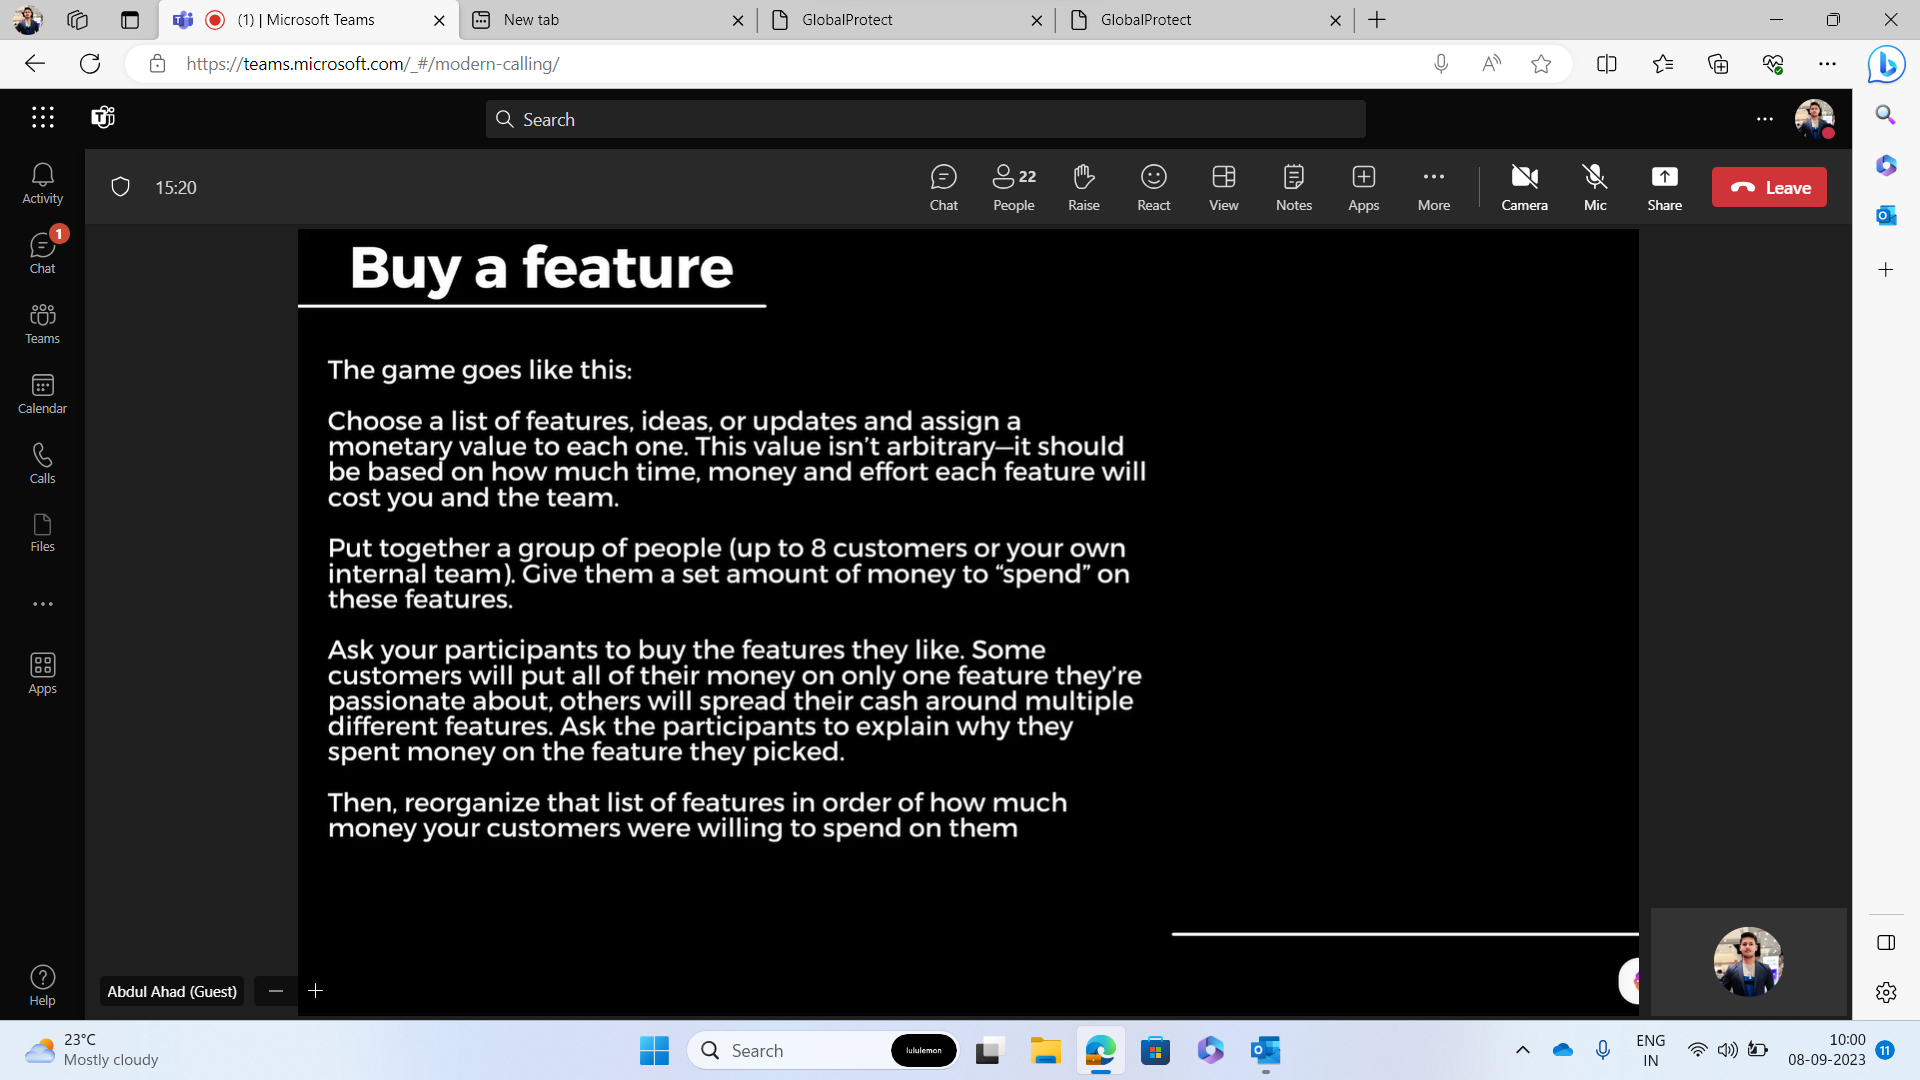 (1) | Microsoft Teams
New tab
GlobalProtect
GlobalProtect
https://teams.microsoft.com/_#/modern-calling/
Search
15:20
Chat
22
People
Raise
React
View
Notes
Apps
More
Camera
Mic
Share
Leave
Activity
1
Chat
Teams
Calendar
Calls
Files
Apps
Help
Buy a feature
The game goes like this:
Choose a list of features, ideas, or updates and assign a
monetary value to each one. This value isn’t arbitrary—it should
be based on how much time, money and effort each feature will
cost you and the team.
Put together a group of people (up to 8 customers or your own
internal team). Give them a set amount of money to “spend” on
these features.
Ask your participants to buy the features they like. Some
customers will put all of their money on only one feature they’re
passionate about, others will spread their cash around multiple
different features. Ask the participants to explain why they
spent money on the feature they picked.
Then, reorganize that list of features in order of how much
money your customers were willing to spend on them
Abdul Ahad (Guest)
23°C
Mostly cloudy
Search
lululemon
ENG
IN
10:00
08-09-2023
11